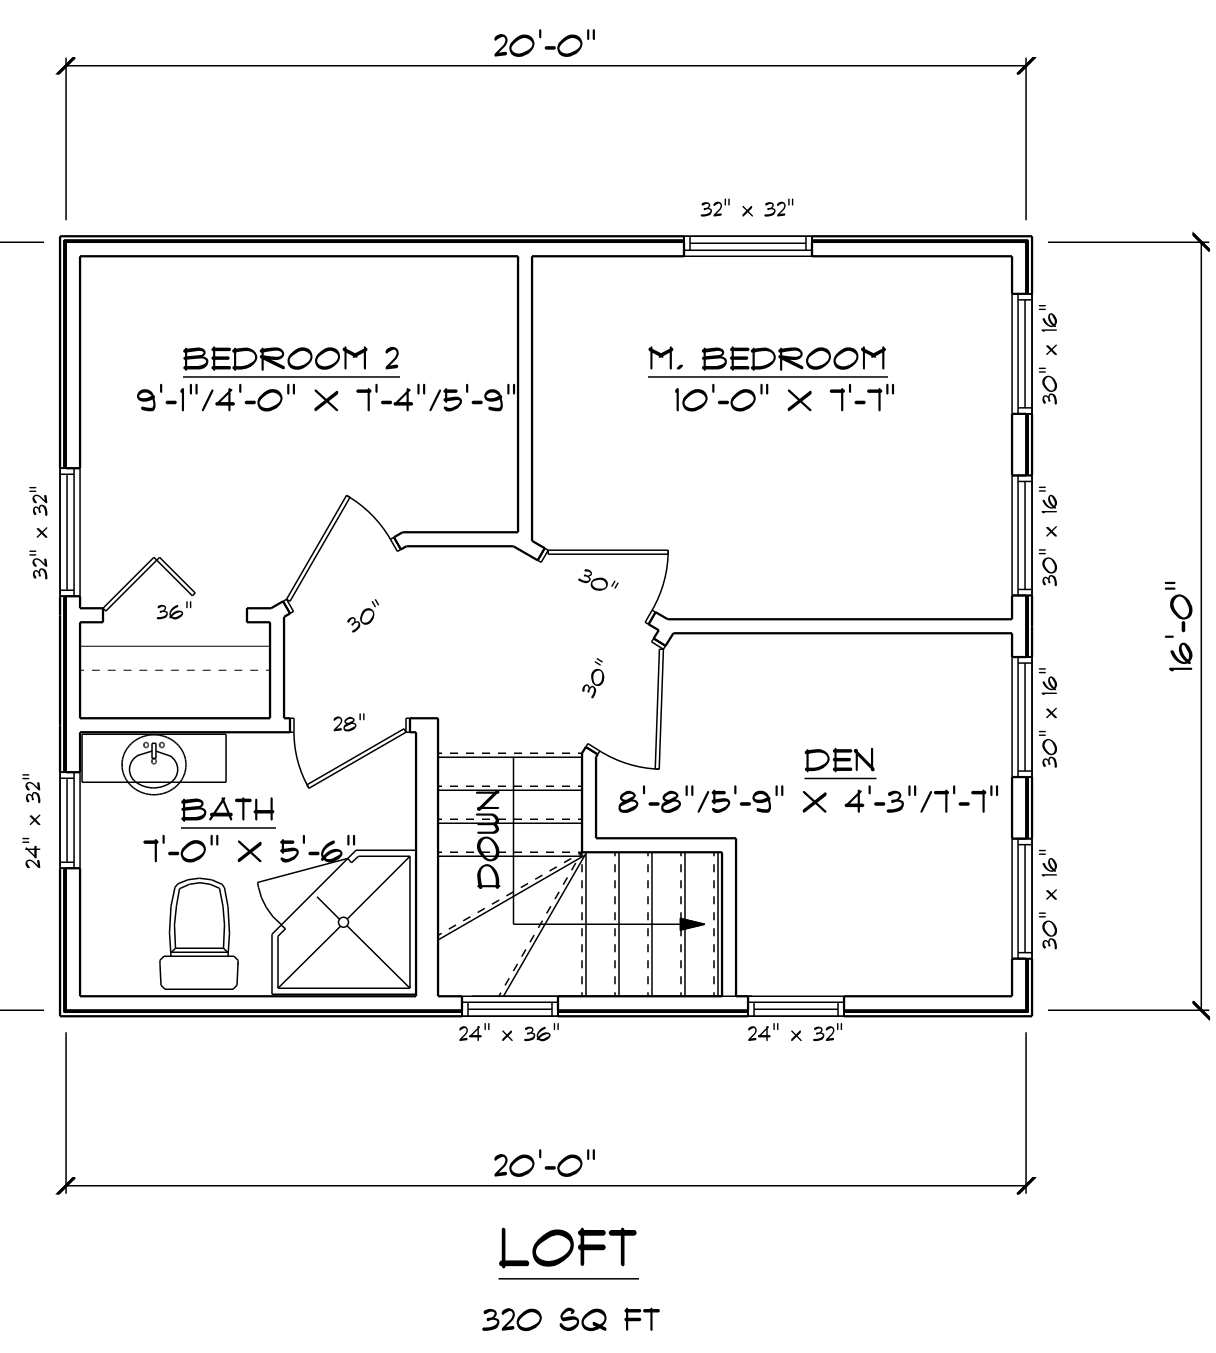 20'-0"
32" x 32"
30" x 16"
BEDROOM 2
9'-1"/4'-0" X 7'-4"/5'-9"
M. BEDROOM
10'-0" X 7'-7"
32" x 32"
30" x 16"
36"
30"
30"
30"
16'-0"
28"
30" x 16"
DEN
8'-8"/5'-9" X 4'-3"/7'-7"
24" x 32"
BATH
7'-0" X 5'-6"
DOWN
30" x 16"
24" x 36"
24" x 32"
20'-0"
LOFT
320 SQ FT